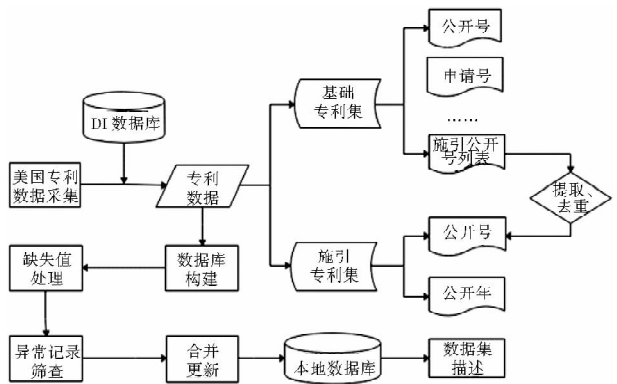 公开号
申请号
……
施引公开
号列表
基础
专利集
DI 数据库
美国专利
数据采集
专利
数据
提取、
去重
施引
专利集
公开号
公开年
缺失值
处理
数据库
构建
异常记录
筛查
合并
更新
本地数据库
数据集
描述